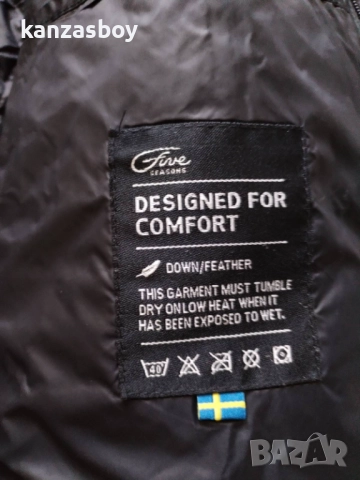 kanzasboy
Five
SEASONS
DESIGNED FOR
COMFORT
DOWN/FEATHER
THIS GARMENT MUST TUMBLE
DRY ON LOW HEAT WHEN IT
HAS BEEN EXPOSED TO WET.
40
BAZAR